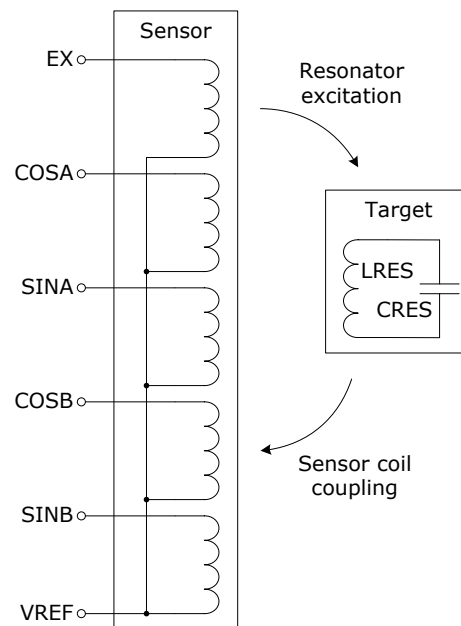 Sensor
EX
Resonator
excitation
COSA
Target
LRES
CRES
SINA
COSB
Sensor coil
coupling
SINB
VREF